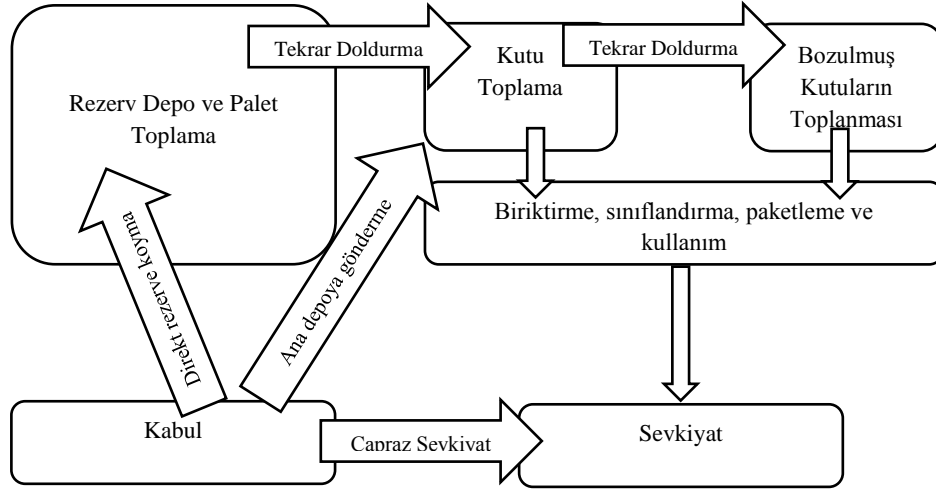 Tekrar Doldurma
Tekrar Doldurma
Rezerv Depo ve Palet
Toplama
Kutu
Toplama
Bozulmuş
Kutuların
Toplanması
Biriktirme, sınıflandırma, paketleme ve
kullanım
Direkt rezerve koyma
Ana depoya gönderme
Kabul
Çapraz Sevkiyat
Sevkiyat